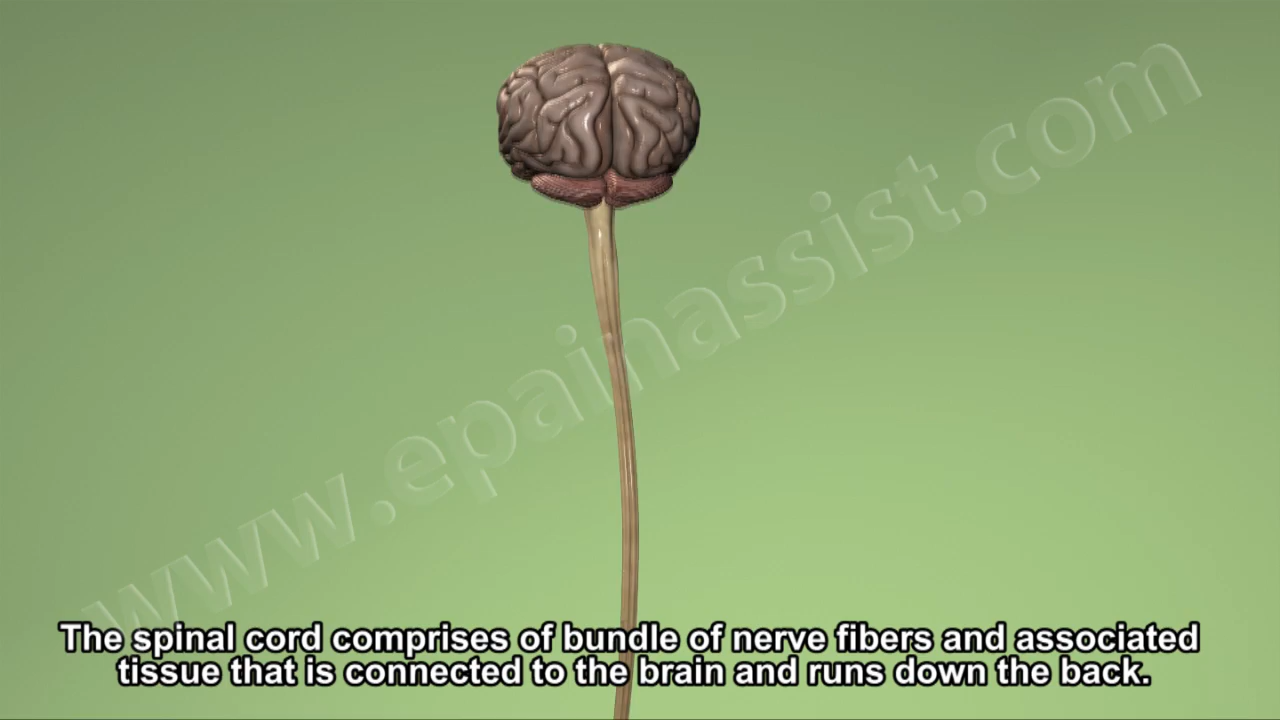 www.epainassist.com
The spinal cord comprises of bundle of nerve fibers and associated
tissue that is connected to the brain and runs down the back.